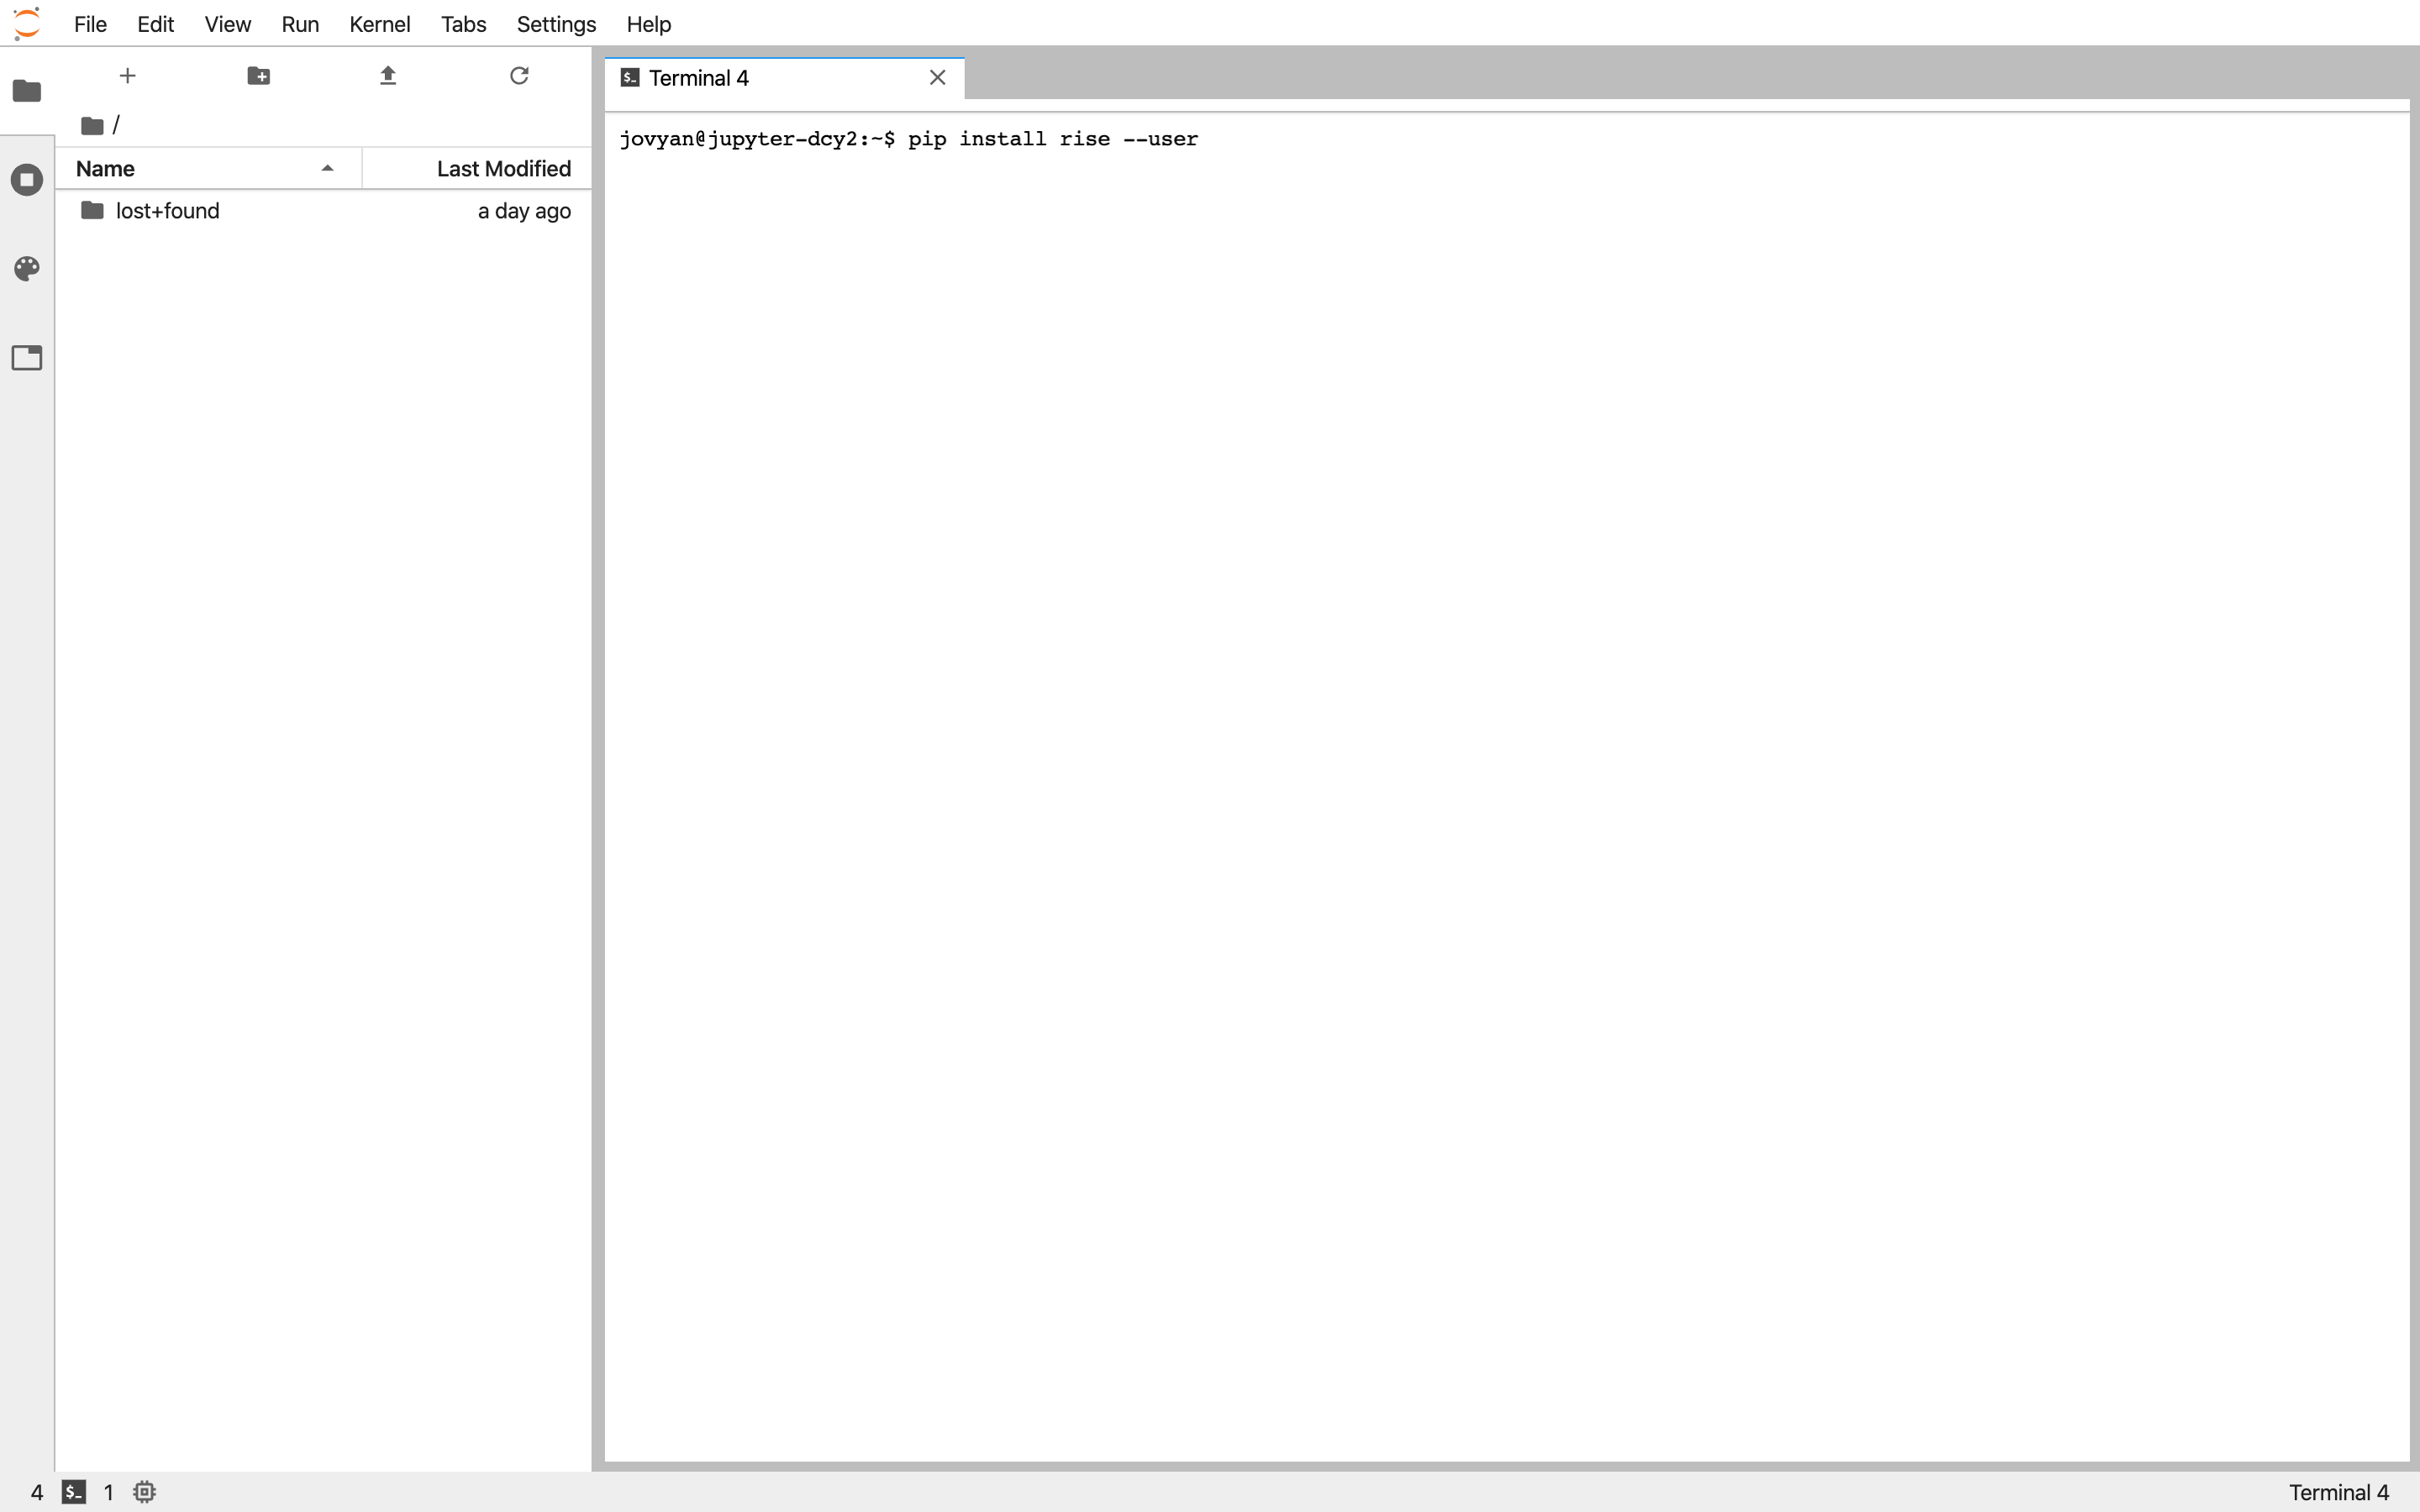 File Edit View Run Kernel Tabs Settings Help
Terminal 4
/
jovyan@jupyter-dcy2:~$ pip install rise --user
Name Last Modified
lost+found a day ago
4 $_ 1 Terminal 4